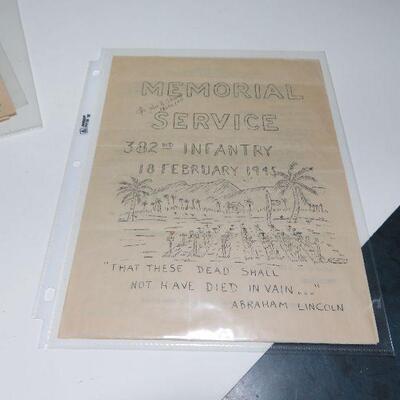 MEMORIAL
SERVICE
382ND INFANTRY
18 FEBRUARY 1945
"THAT THESE DEAD SHALL
NOT HAVE DIED IN VAIN..."
ABRAHAM LINCOLN